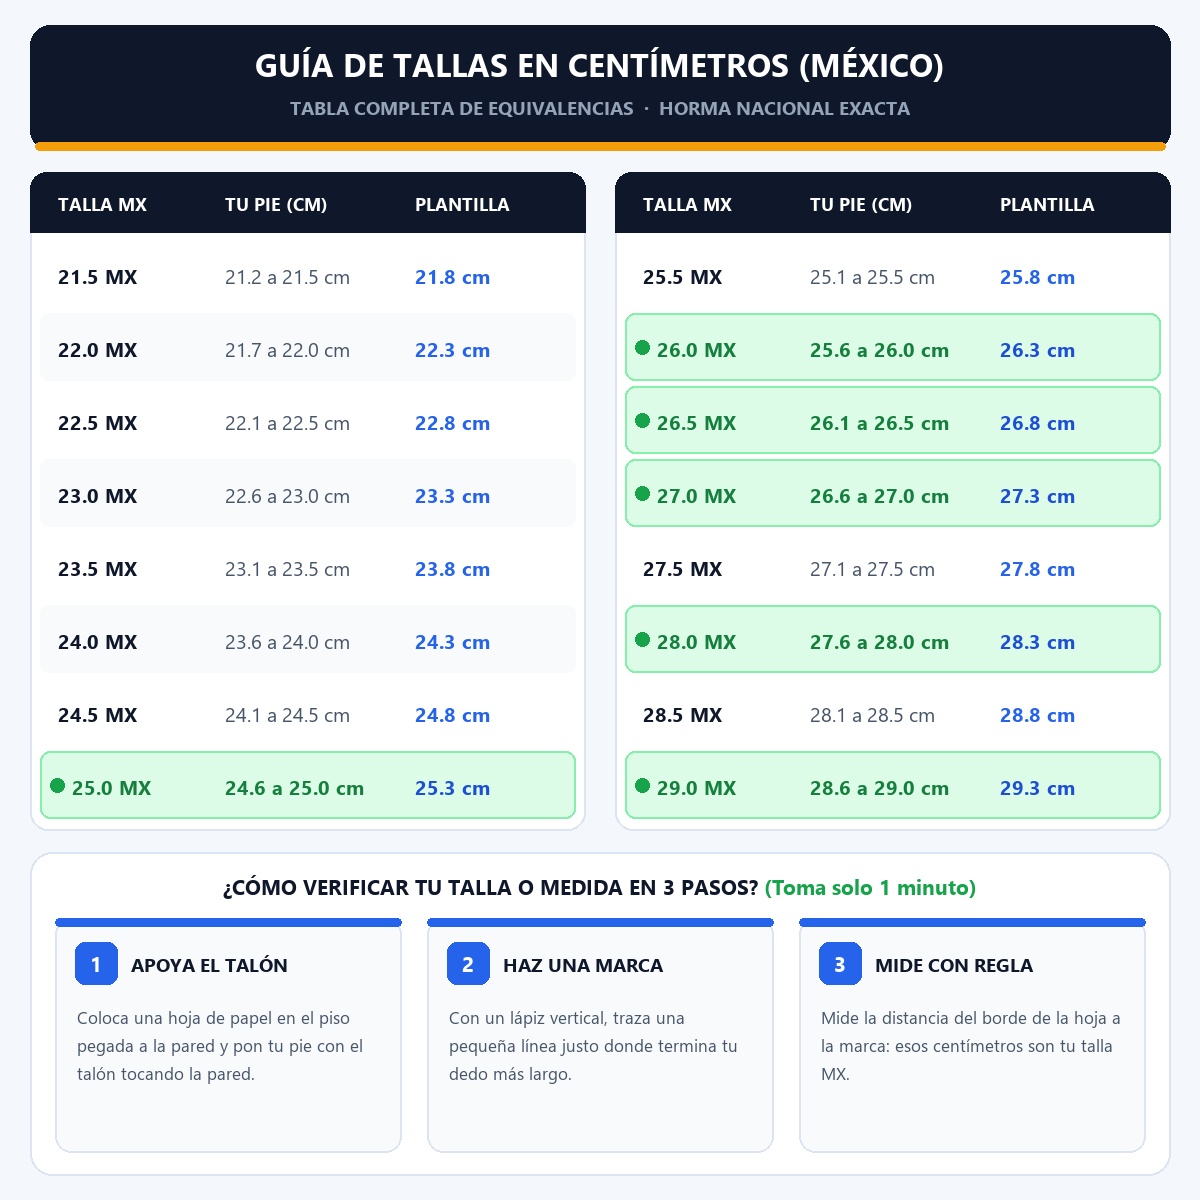 GUÍA DE TALLAS EN CENTÍMETROS (MÉXICO)
TABLA COMPLETA DE EQUIVALENCIAS · HORMA NACIONAL EXACTA
TALLA MX TU PIE (CM) PLANTILLA
21.5 MX 21.2 a 21.5 cm 21.8 cm
22.0 MX 21.7 a 22.0 cm 22.3 cm
22.5 MX 22.1 a 22.5 cm 22.8 cm
23.0 MX 22.6 a 23.0 cm 23.3 cm
23.5 MX 23.1 a 23.5 cm 23.8 cm
24.0 MX 23.6 a 24.0 cm 24.3 cm
24.5 MX 24.1 a 24.5 cm 24.8 cm
25.0 MX 24.6 a 25.0 cm 25.3 cm
TALLA MX TU PIE (CM) PLANTILLA
25.5 MX 25.1 a 25.5 cm 25.8 cm
26.0 MX 25.6 a 26.0 cm 26.3 cm
26.5 MX 26.1 a 26.5 cm 26.8 cm
27.0 MX 26.6 a 27.0 cm 27.3 cm
27.5 MX 27.1 a 27.5 cm 27.8 cm
28.0 MX 27.6 a 28.0 cm 28.3 cm
28.5 MX 28.1 a 28.5 cm 28.8 cm
29.0 MX 28.6 a 29.0 cm 29.3 cm
¿CÓMO VERIFICAR TU TALLA O MEDIDA EN 3 PASOS? (Toma solo 1 minuto)
1 APOYA EL TALÓN
Coloca una hoja de papel en el piso
pegada a la pared y pon tu pie con el
talón tocando la pared.
2 HAZ UNA MARCA
Con un lápiz vertical, traza una
pequeña línea justo donde termina tu
dedo más largo.
3 MIDE CON REGLA
Mide la distancia del borde de la hoja a
la marca: esos centímetros son tu talla
MX.